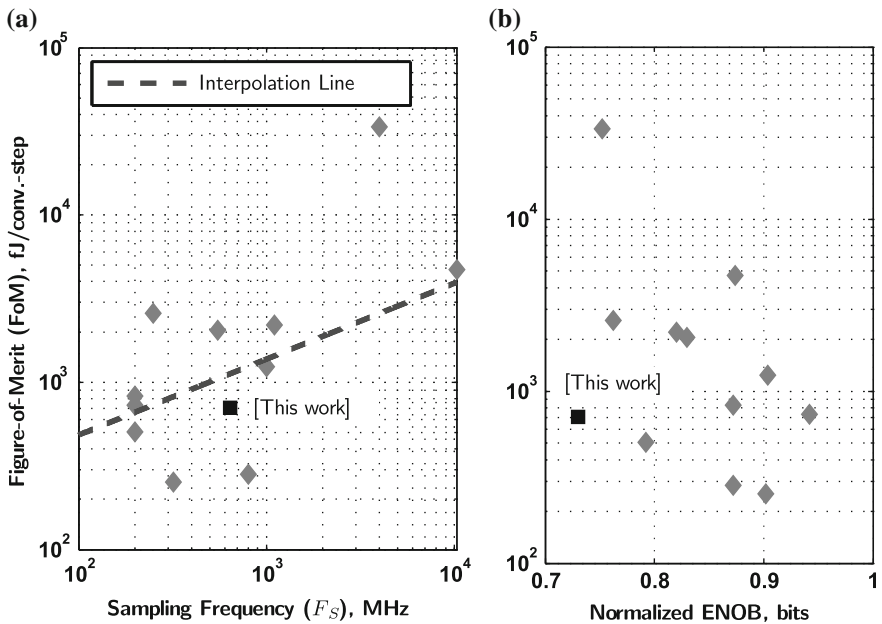 (a)
10^5
10^4
10^3
10^2
Figure-of-Merit (FoM), fJ/conv.-step
Interpolation Line
[This work]
10^2
10^3
10^4
Sampling Frequency (F_S), MHz
(b)
10^5
10^4
10^3
10^2
[This work]
0.7
0.8
0.9
1
Normalized ENOB, bits